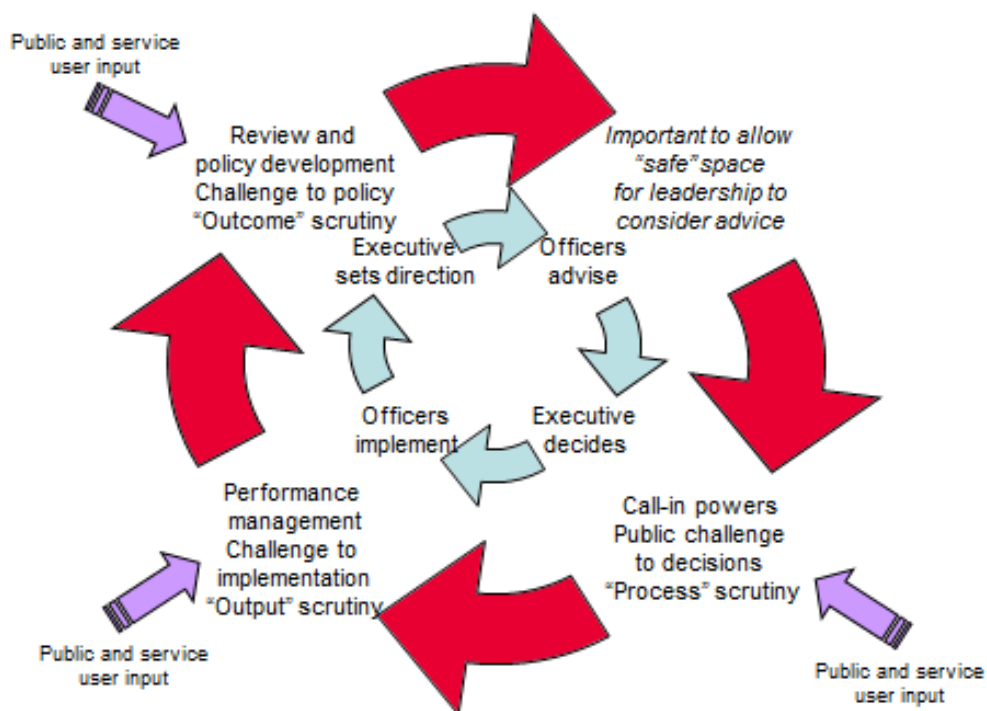 Public and service
user input
Review and
policy development
Challenge to policy
“Outcome” scrutiny
Important to allow
“safe” space
for leadership to
consider advice
Executive
sets direction
Officers
advise
Officers
implement
Executive
decides
Performance
management
Challenge to
implementation
“Output” scrutiny
Call-in powers
Public challenge
to decisions
“Process” scrutiny
Public and service
user input
Public and service
user input